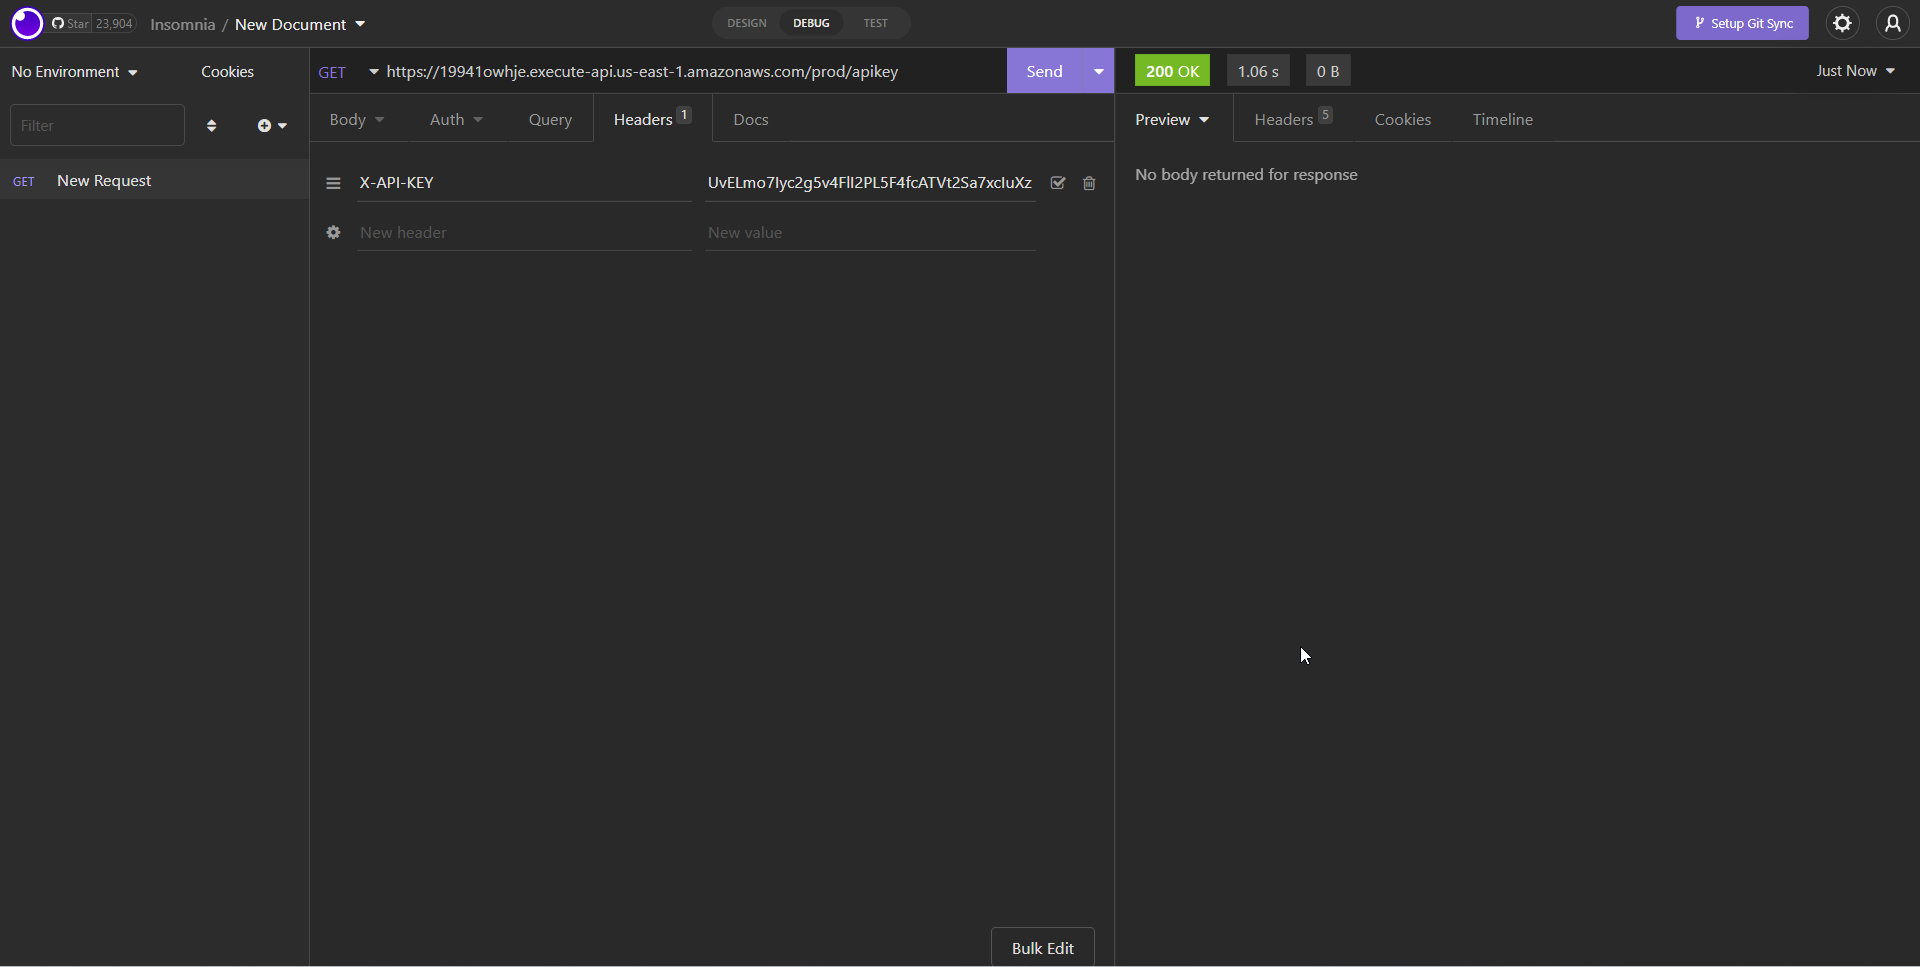 Star 23,904 Insomnia / New Document DESIGN DEBUG TEST Setup Git Sync
No Environment Cookies GET https://19941owhje.execute-api.us-east-1.amazonaws.com/prod/apikey Send 200 OK 1.06 s 0 B Just Now
Filter Body Auth Query Headers 1 Docs Preview Headers 5 Cookies Timeline
GET New Request X-API-KEY UvELmo7Iyc2g5v4FlI2PL5F4fcATVt2Sa7xcluXz No body returned for response
New header New value
Bulk Edit